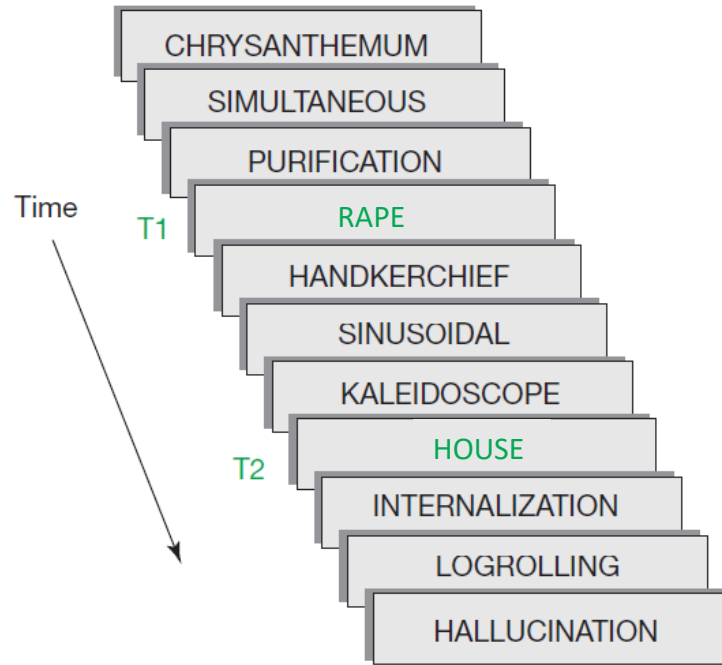 CHRYSANTHEMUM
SIMULTANEOUS
PURIFICATION
Time
T1
RAPE
HANDKERCHIEF
SINUSOIDAL
KALEIDOSCOPE
T2
HOUSE
INTERNALIZATION
LOGROLLING
HALLUCINATION